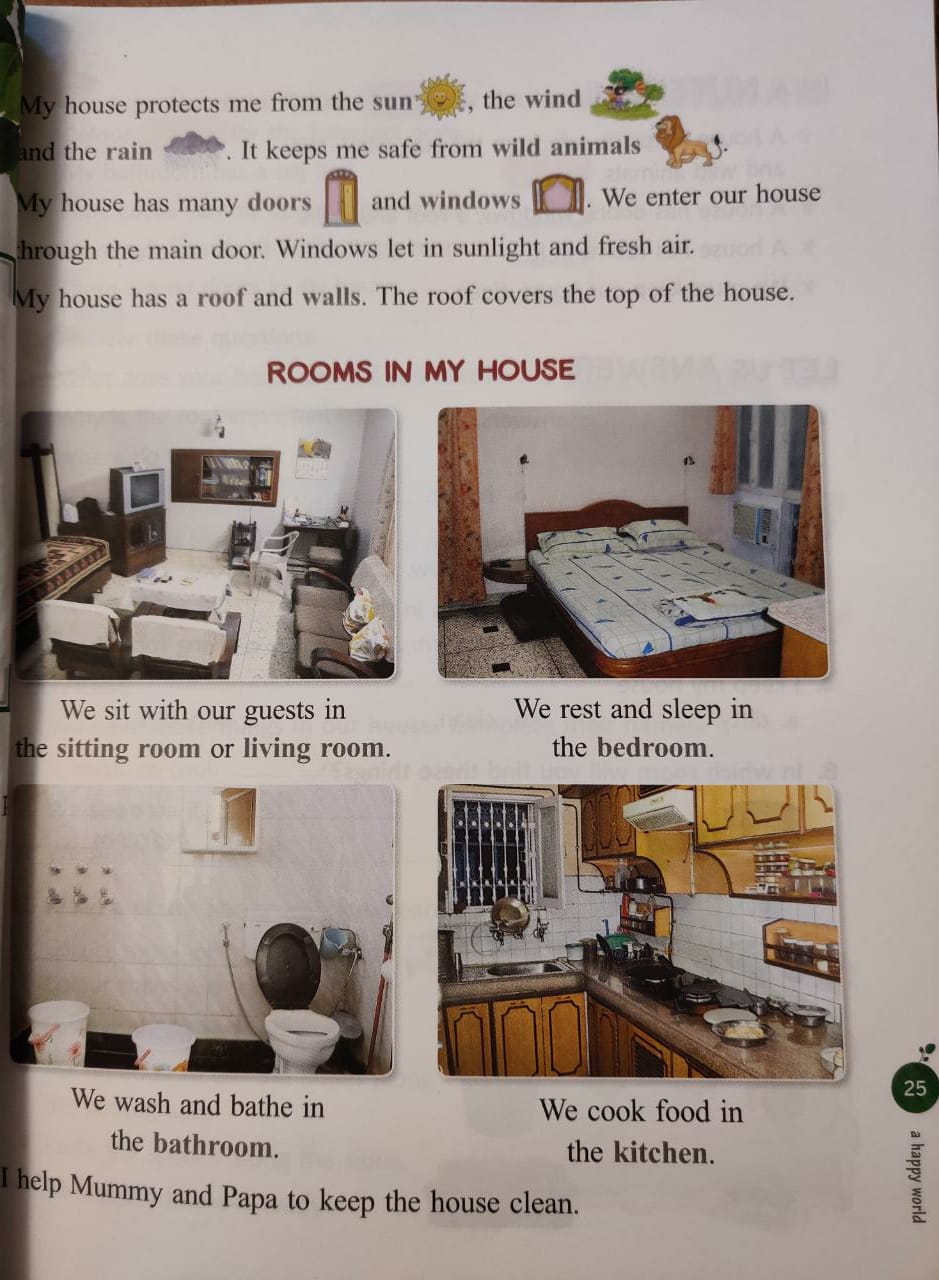 My house protects me from the sun , the wind
and the rain . It keeps me safe from wild animals .
My house has many doors and windows . We enter our house
through the main door. Windows let in sunlight and fresh air.
My house has a roof and walls. The roof covers the top of the house.
ROOMS IN MY HOUSE
We sit with our guests in
the sitting room or living room.
We rest and sleep in
the bedroom.
We wash and bathe in
the bathroom.
We cook food in
the kitchen.
I help Mummy and Papa to keep the house clean.
25
a happy world